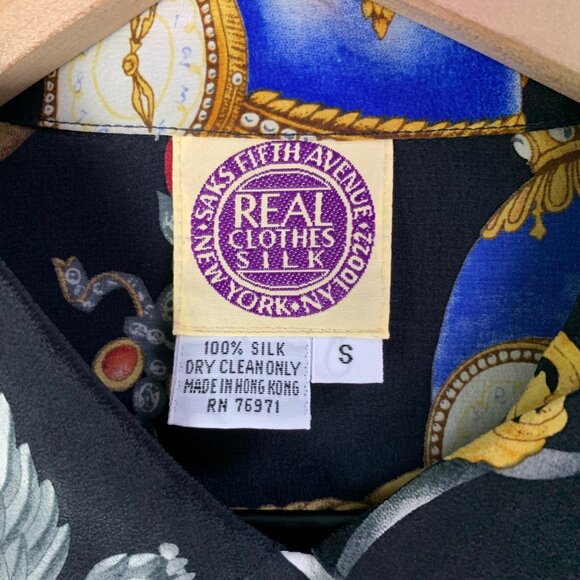 SAKS FIFTH AVENUE
REAL
CLOTHES
SILK
NEW YORK • NY 10022
100% SILK
DRY CLEAN ONLY
MADE IN HONG KONG
RN 76971
S